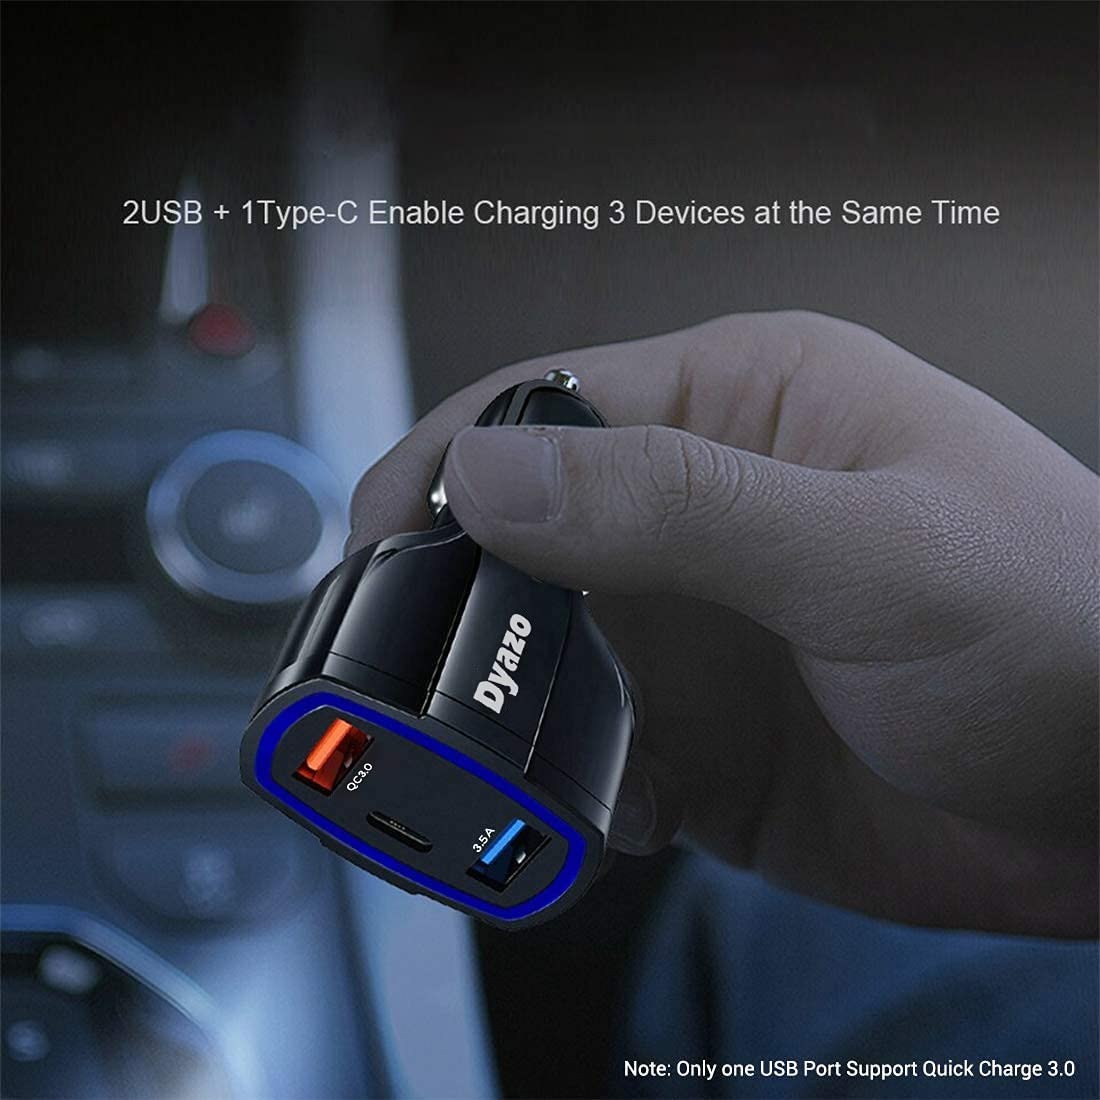 2USB + 1Type-C Enable Charging 3 Devices at the Same Time
Dyazo
QC3.0
3.5A
Note: Only one USB Port Support Quick Charge 3.0